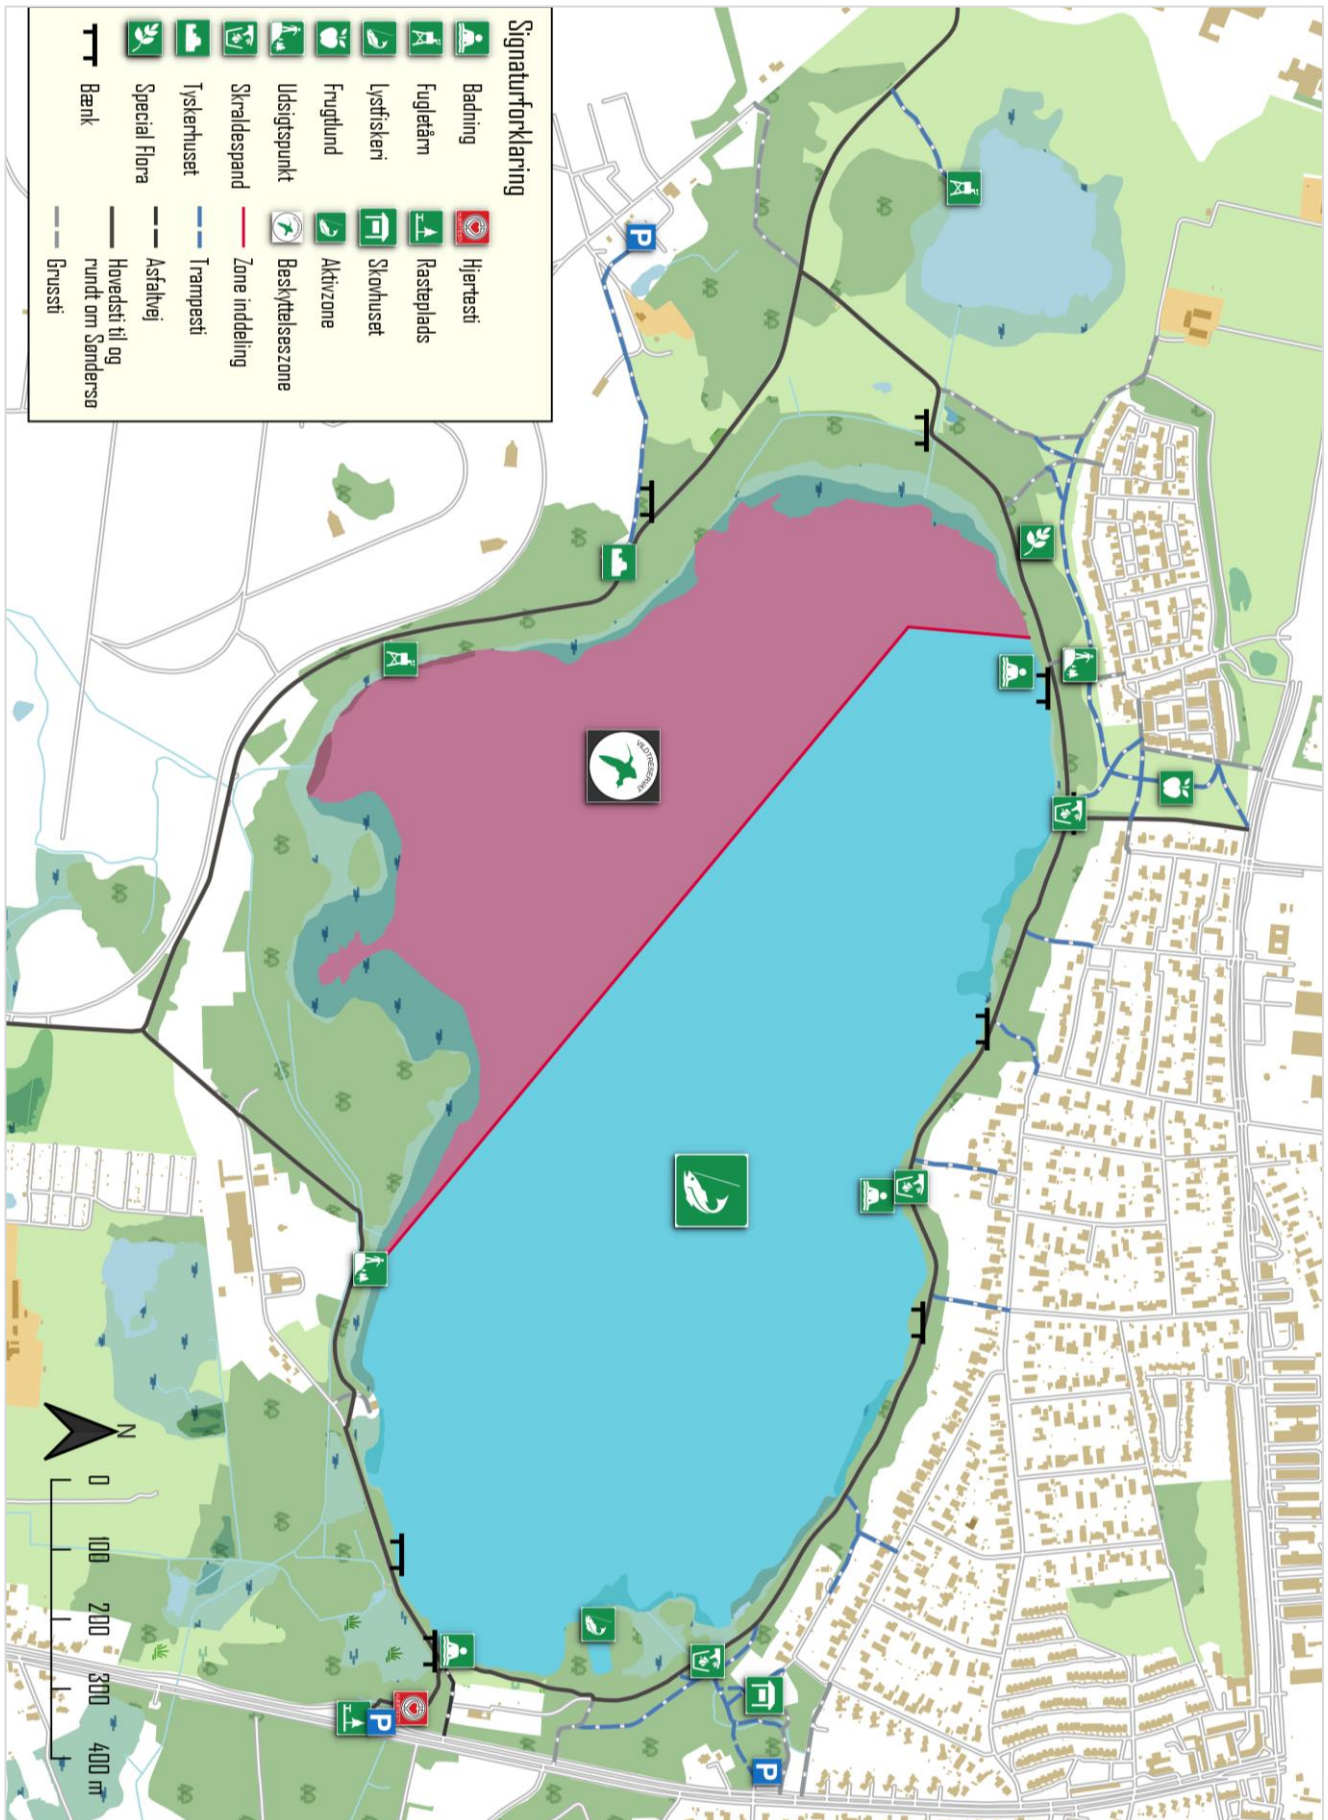 Signaturforklaring
Badning
Fugletårn
Lystfiskeri
Frugtlund
Udsigtspunkt
Skraldespand
Tyskerhuset
Special Flora
Bænk
Hjertesti
Rasteplads
Skovhuset
Aktivzone
Beskyttelseszone
Zone inddeling
Trampesti
Asfaltvej
Hovedsti til og
rundt om Søndersø
Grussti
VILDTRESERVAT
P
P
P
N
0 100 200 300 400 m